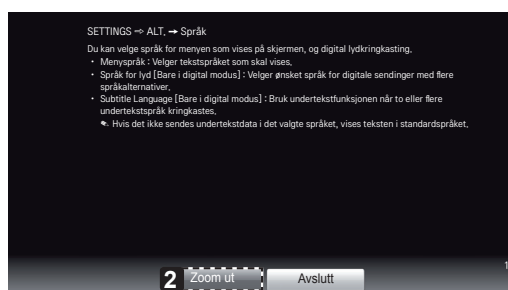 SETTINGS ⇨ ALT. ➙ Språk
Du kan velge språk for menyen som vises på skjermen, og digital lydkringkasting.
・ Menyspråk : Velger tekstspråket som skal vises.
・ Språk for lyd [Bare i digital modus] : Velger ønsket språk for digitale sendinger med flere
språkalternativer.
・ Subtitle Language [Bare i digital modus] : Bruk undertekstfunksjonen når to eller flere
undertekstspråk kringkastes.
✎ Hvis det ikke sendes undertekstdata i det valgte språket, vises teksten i standardspråket.
1
2 Zoom ut Avslutt